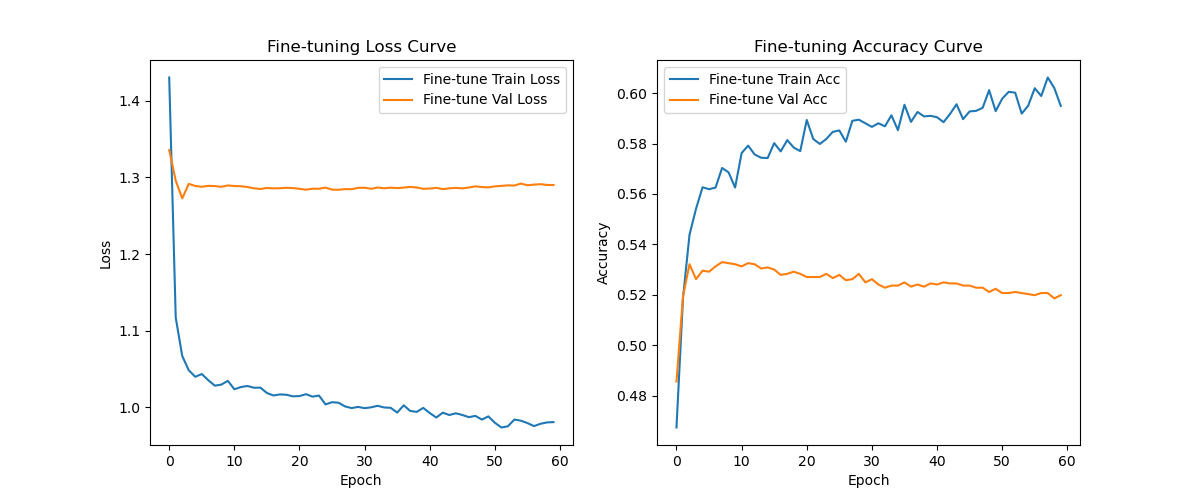 Fine-tuning Loss Curve
Fine-tune Train Loss
Fine-tune Val Loss
1.4
1.3
1.2
1.1
1.0
Loss
0 10 20 30 40 50 60
Epoch
Fine-tuning Accuracy Curve
Fine-tune Train Acc
Fine-tune Val Acc
0.60
0.58
0.56
0.54
0.52
0.50
0.48
Accuracy
0 10 20 30 40 50 60
Epoch